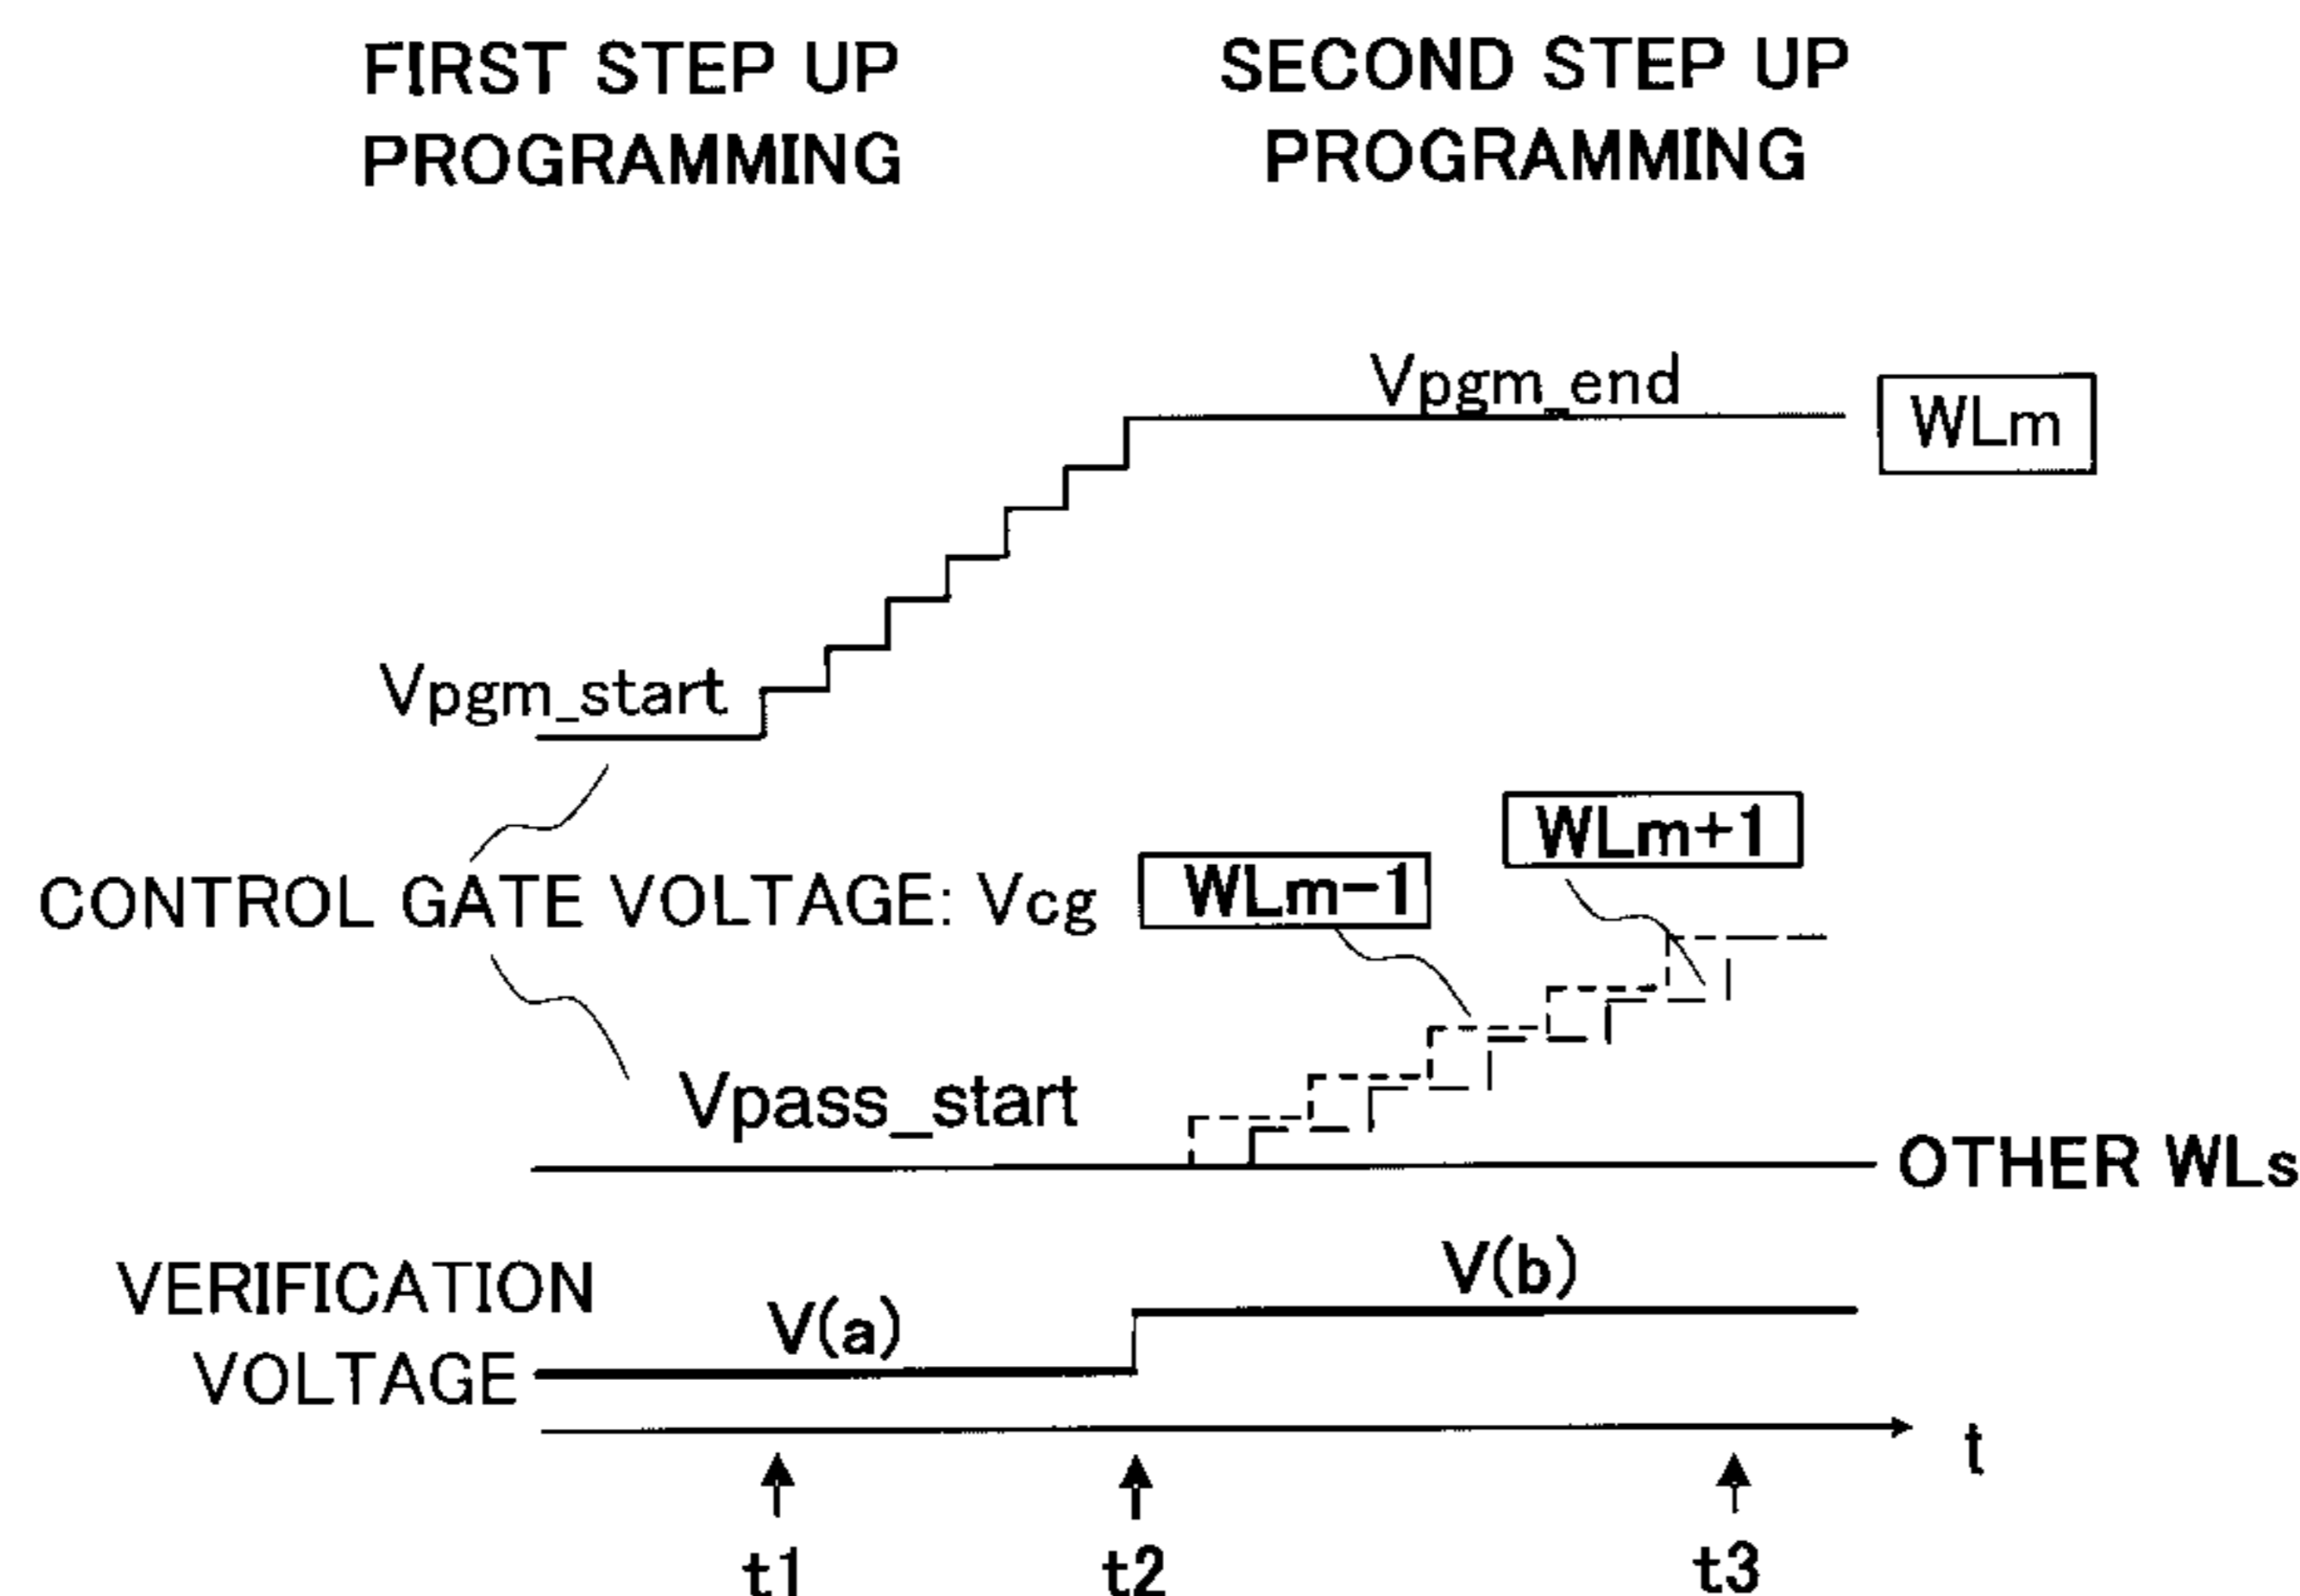 FIRST STEP UP
PROGRAMMING
SECOND STEP UP
PROGRAMMING
Vpgm_end
WLm
Vpgm_start
WLm+1
CONTROL GATE VOLTAGE: Vcg
WLm-1
Vpass_start
OTHER WLs
VERIFICATION
VOLTAGE
V(a)
V(b)
t
t1
t2
t3